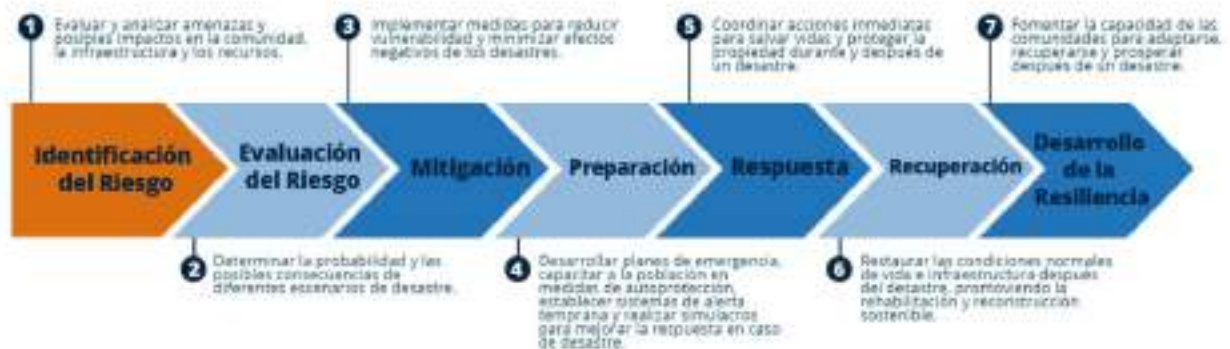 1
Evaluar y analizar amenazas y
posibles impactos en la comunidad,
la infraestructura y los recursos.
3
Implementar medidas para reducir
vulnerabilidad y minimizar efectos
negativos de los desastres.
5
Coordinar acciones inmediatas
para salvar vidas y proteger la
propiedad durante y después de
un desastre.
7
Fomentar la capacidad de las
comunidades para adaptarse,
recuperarse y prosperar
después de un desastre.
Identificación
del Riesgo
Evaluación
del Riesgo
Mitigación
Preparación
Respuesta
Recuperación
Desarrollo
de la
Resiliencia
2
Determinar la probabilidad y las
posibles consecuencias de
diferentes escenarios de desastre.
4
Desarrollar planes de emergencia,
capacitar a la población en
medidas de autoprotección,
establecer sistemas de alerta
temprana y realizar simulacros
para mejorar la respuesta en caso
de desastre.
6
Restaurar las condiciones normales
de vida e infraestructura después
del desastre, promoviendo la
rehabilitación y reconstrucción
sostenible.